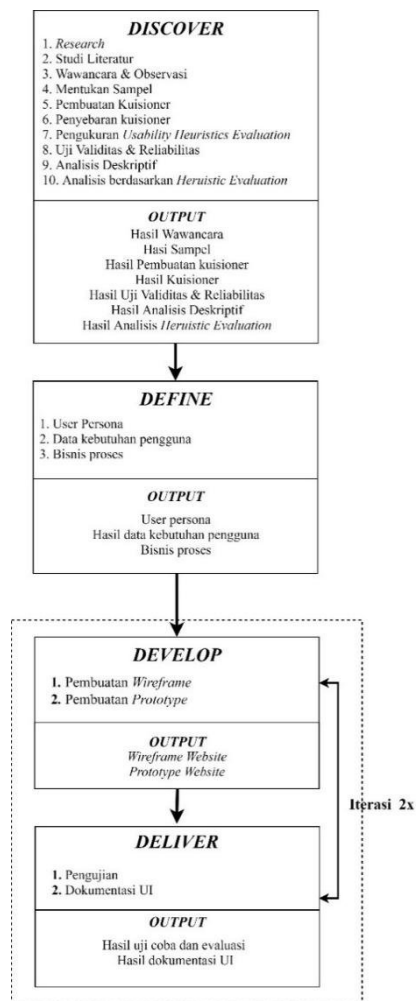 DISCOVER
1. Research
2. Studi Literatur
3. Wawancara & Observasi
4. Mentukan Sampel
5. Pembuatan Kuisioner
6. Penyebaran kuisioner
7. Pengukuran Usability Heuristics Evaluation
8. Uji Validitas & Reliabilitas
9. Analisis Deskriptif
10. Analisis berdasarkan Heruistic Evaluation
OUTPUT
Hasil Wawancara
Hasi Sampel
Hasil Pembuatan kuisioner
Hasil Kuisioner
Hasil Uji Validitas & Reliabilitas
Hasil Analisis Deskriptif
Hasil Analisis Heruistic Evaluation
DEFINE
1. User Persona
2. Data kebutuhan pengguna
3. Bisnis proses
OUTPUT
User persona
Hasil data kebutuhan pengguna
Bisnis proses
DEVELOP
1. Pembuatan Wireframe
2. Pembuatan Prototype
OUTPUT
Wireframe Website
Prototype Website
Iterasi 2x
DELIVER
1. Pengujian
2. Dokumentasi UI
OUTPUT
Hasil uji coba dan evaluasi
Hasil dokumentasi UI